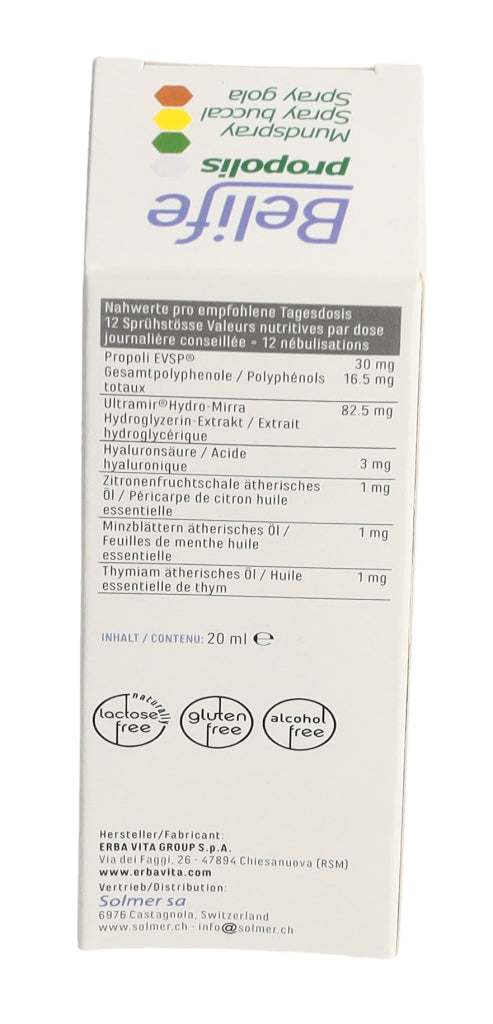 Belife
propolis
Mundspray
Spray buccal
Spray gola
Nahwerte pro empfohlene Tagesdosis
12 Sprühstösse Valeurs nutritives par dose
journalière conseillée = 12 nébulisations
Propoli EVSP® 30 mg
Gesamtpolyphenole / Polyphénols 16.5 mg
totaux
Ultramir®Hydro-Mirra 82.5 mg
Hydroglyzerin-Extrakt / Extrait
hydroglycérique
Hyaluronsäure / Acide
hyaluronique 3 mg
Zitronenfruchtschale ätherisches 1 mg
Öl / Péricarpe de citron huile
essentielle
Minzblättern ätherisches Öl / 1 mg
Feuilles de menthe huile
essentielle
Thymiam ätherisches Öl / Huile 1 mg
essentielle de thym
INHALT / CONTENU: 20 ml ℮
naturally
lactose
free
gluten
free
alcohol
free
Hersteller/Fabricant:
ERBA VITA GROUP S.p.A.
Via dei Faggi, 26 - 47894 Chiesanuova (RSM)
www.erbavita.com
Vertrieb/Distribution:
Solmer sa
6976 Castagnola, Switzerland
www.solmer.ch - info@solmer.ch